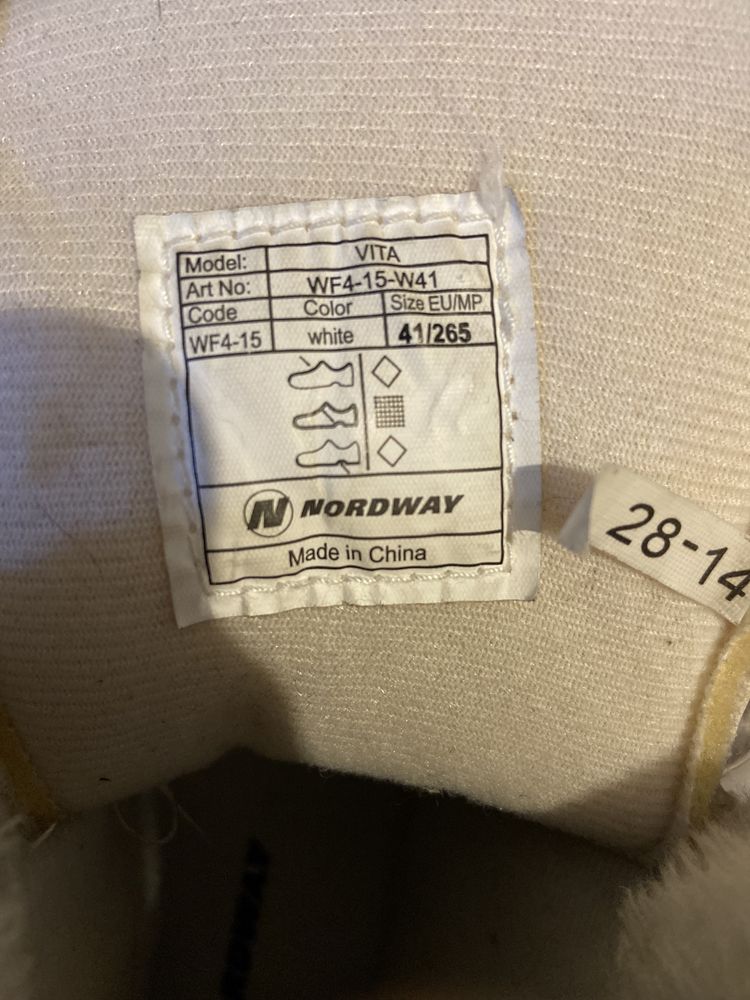 Model: VITA
Art No: WF4-15-W41
Code Color Size EU/MP
WF4-15 white 41/265
N NORDWAY
Made in China
28-14